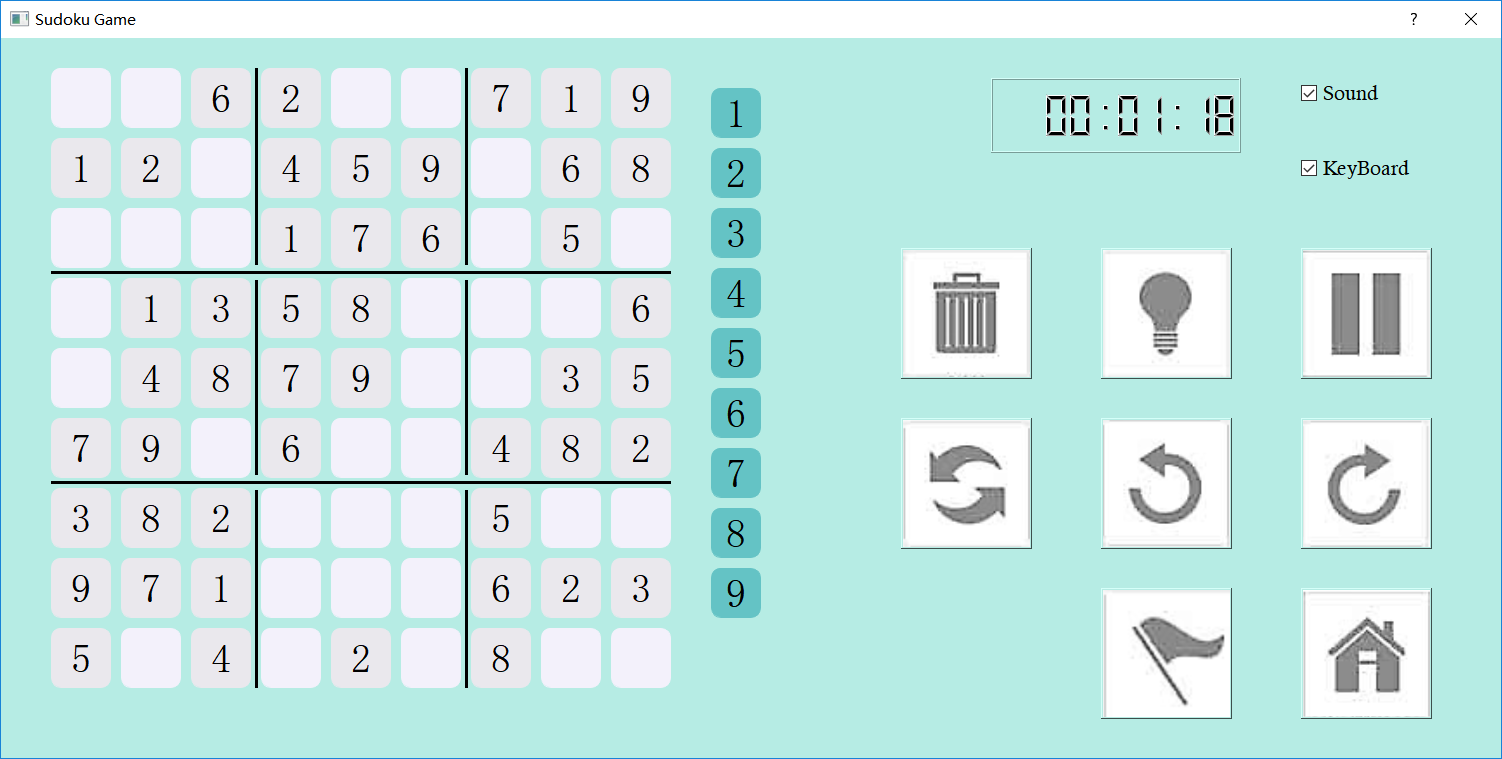 Sudoku Game ?
6 2 7 1 9
1 2 4 5 9 6 8
1 7 6 5
1 3 5 8 6
4 8 7 9 3 5
7 9 6 4 8 2
3 8 2 5
9 7 1 6 2 3
5 4 2 8
1
2
3
4
5
6
7
8
9
00:01:18
Sound
KeyBoard